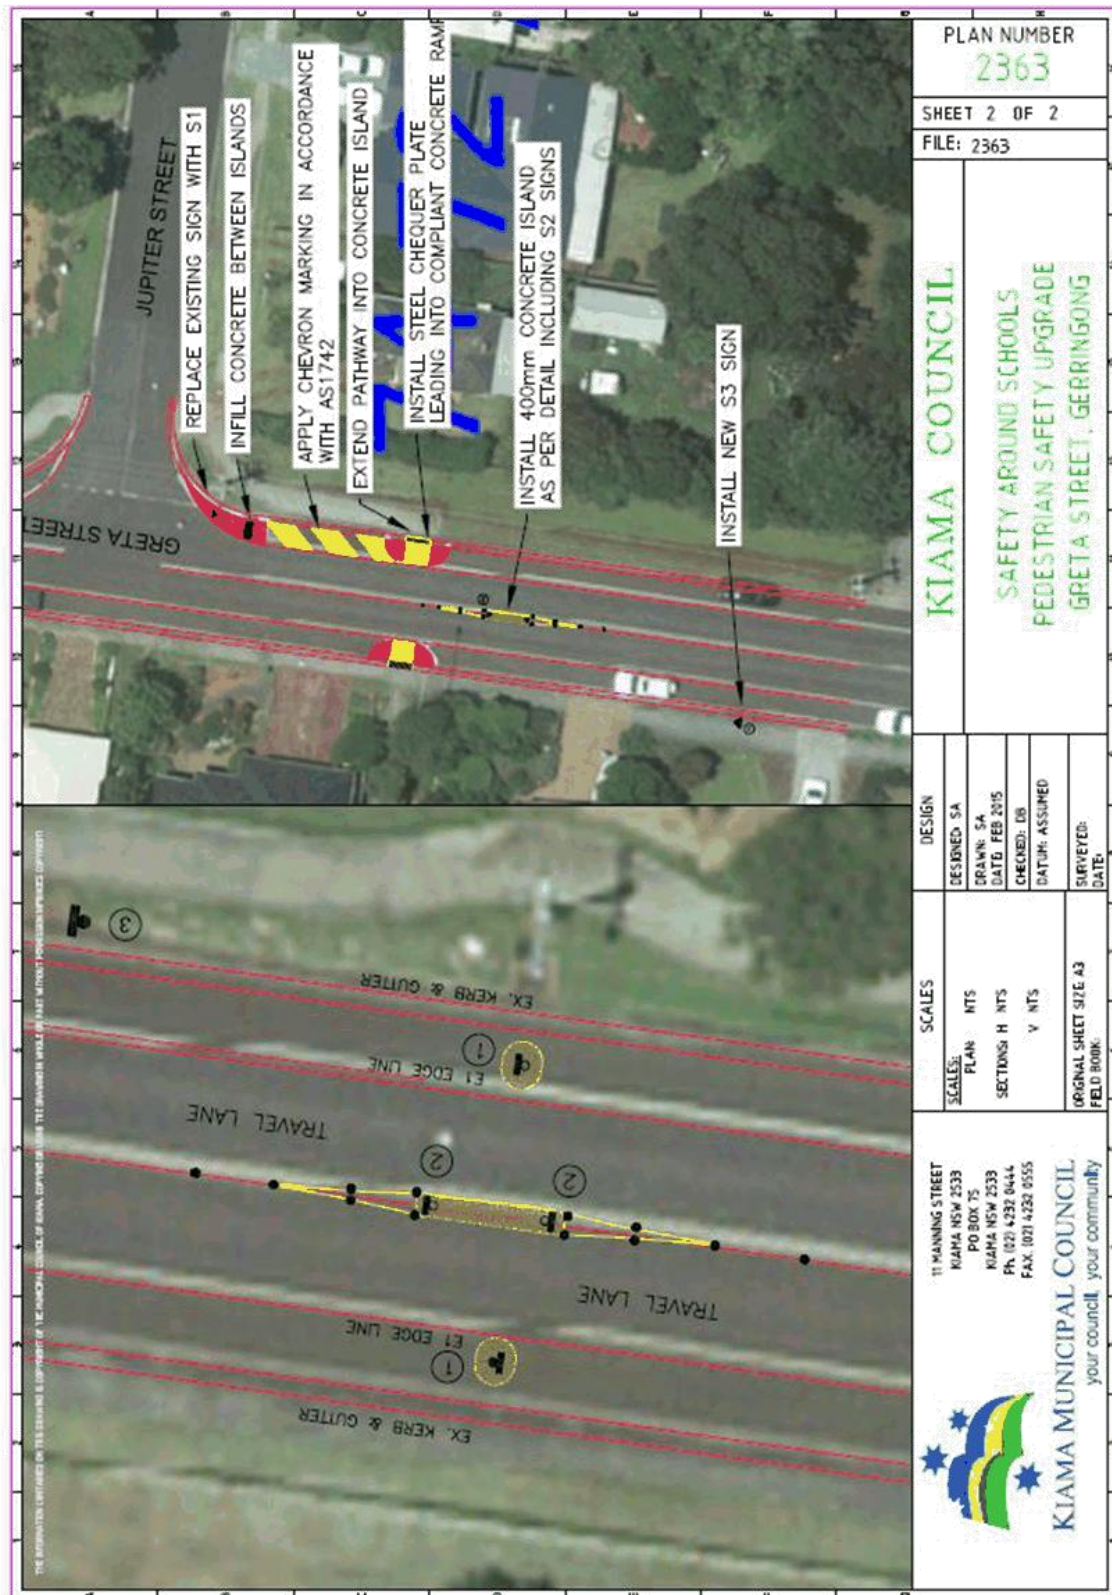 JUPITER STREET
GRETA STREET
REPLACE EXISTING SIGN WITH S1
INFILL CONCRETE BETWEEN ISLANDS
APPLY CHEVRON MARKING IN ACCORDANCE
WITH AS1742
EXTEND PATHWAY INTO CONCRETE ISLAND
INSTALL STEEL CHEQUER PLATE
LEADING INTO COMPLIANT CONCRETE RAMP
INSTALL 400mm CONCRETE ISLAND
AS PER DETAIL INCLUDING S2 SIGNS
INSTALL NEW S3 SIGN
3
EX. KERB & GUTTER
1
E1 EDGE LINE
TRAVEL LANE
2
2
TRAVEL LANE
E1 EDGE LINE
1
EX. KERB & GUTTER
11 MANNING STREET
KIAMA NSW 2533
PO BOX 75
KIAMA NSW 2533
Ph. (02) 4232 0444
FAX. (02) 4232 0555
KIAMA MUNICIPAL COUNCIL
your council, your community
SCALES
SCALES:
PLAN: NTS
SECTIONS: H NTS
V NTS
ORIGINAL SHEET SIZE: A3
FIELD BOOK:
DESIGN
DESIGNED: SA
DRAWN: SA
DATE: FEB 2015
CHECKED: DB
DATUM: ASSUMED
SURVEYED:
DATE:
KIAMA COUNCIL
SAFETY AROUND SCHOOLS
PEDESTRIAN SAFETY UPGRADE
GRETA STREET, GERRINGONG
PLAN NUMBER
2363
SHEET 2 OF 2
FILE: 2363